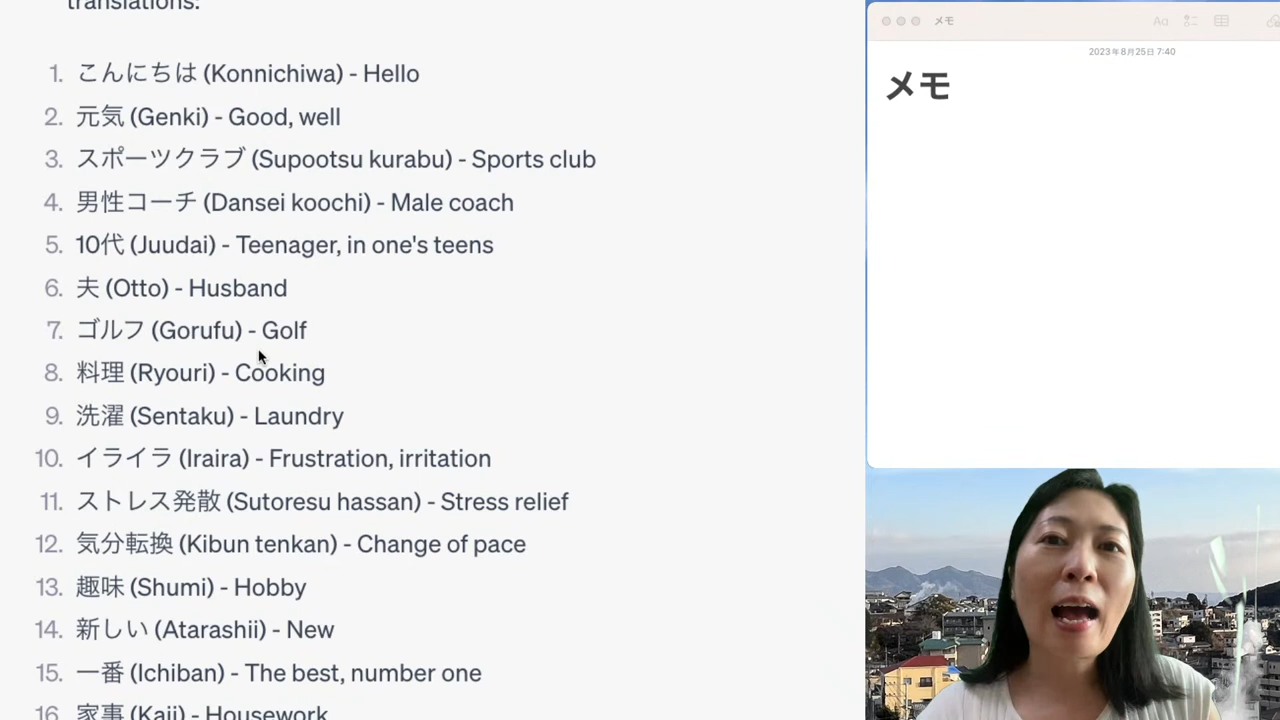 translations:
1. こんにちは (Konnichiwa) - Hello
2. 元気 (Genki) - Good, well
3. スポーツクラブ (Supootsu kurabu) - Sports club
4. 男性コーチ (Dansei koochi) - Male coach
5. 10代 (Juudai) - Teenager, in one's teens
6. 夫 (Otto) - Husband
7. ゴルフ (Gorufu) - Golf
8. 料理 (Ryouri) - Cooking
9. 洗濯 (Sentaku) - Laundry
10. イライラ (Iraira) - Frustration, irritation
11. ストレス発散 (Sutoresu hassan) - Stress relief
12. 気分転換 (Kibun tenkan) - Change of pace
13. 趣味 (Shumi) - Hobby
14. 新しい (Atarashii) - New
15. 一番 (Ichiban) - The best, number one
16. 家事 (Kaji) - Housework
メモ
Aa
2023年8月25日 7:40
メモ